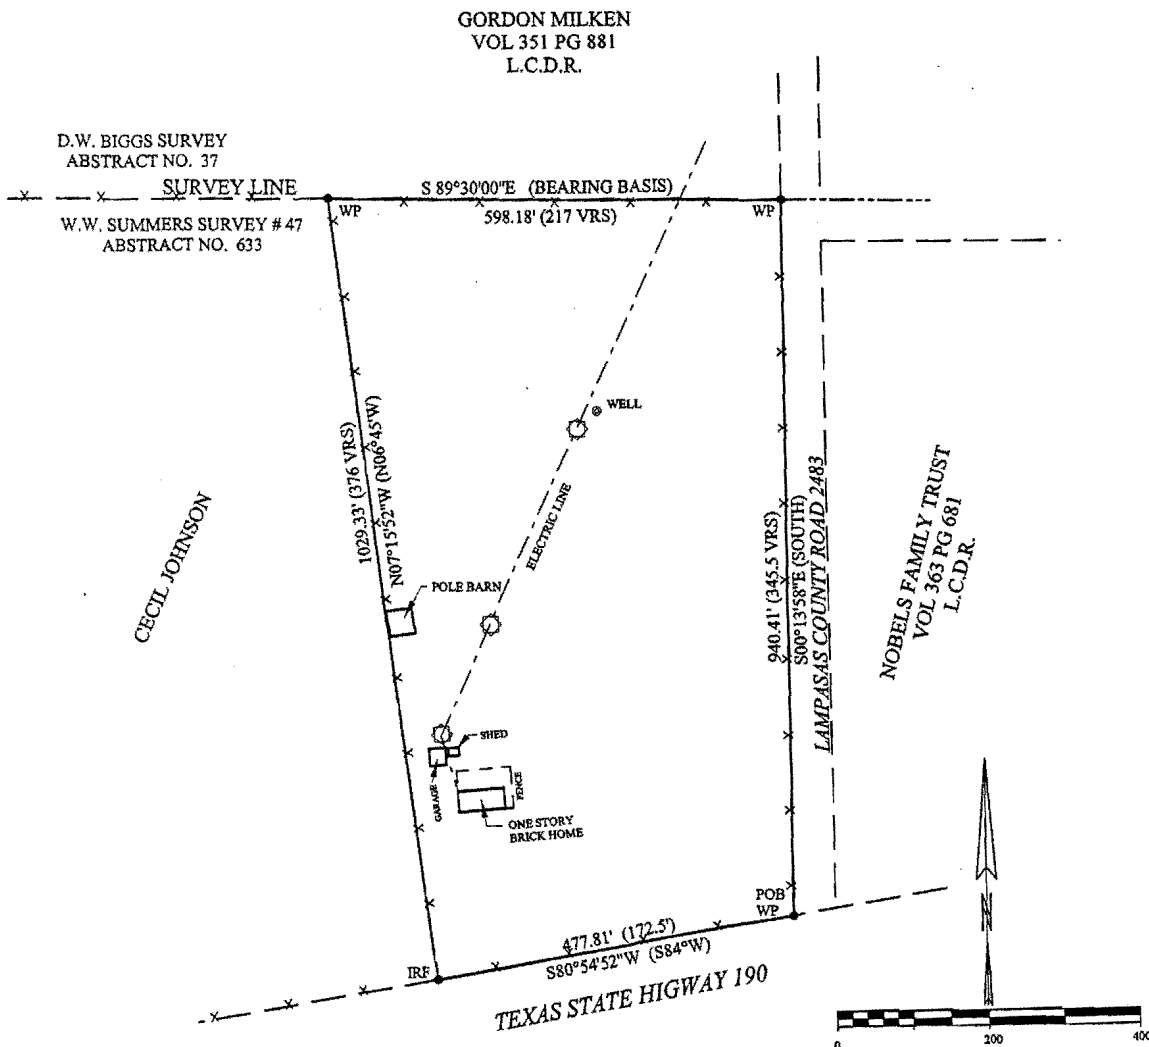 GORDON MILKEN
VOL 351 PG 881
L.C.D.R.
D.W. BIGGS SURVEY
ABSTRACT NO. 37
SURVEY LINE
W.W. SUMMERS SURVEY # 47
ABSTRACT NO. 633
WP
S 89°30'00"E (BEARING BASIS)
598.18' (217 VRS)
WP
WELL
ELECTRIC LINE
1029.33' (376 VRS)
N07°15'52"W (N06°45'W)
CECIL JOHNSON
POLE BARN
940.41' (345.5 VRS)
S00°13'58"E (SOUTH)
LAMPASAS COUNTY ROAD 2483
NOBELS FAMILY TRUST
VOL 363 PG 681
L.C.D.R.
SHED
GARAGE
FENCE
ONE STORY
BRICK HOME
POB
WP
477.81' (172.5')
S80°54'52"W (S84°W)
IRF
TEXAS STATE HIGWAY 190
N
0 200 400